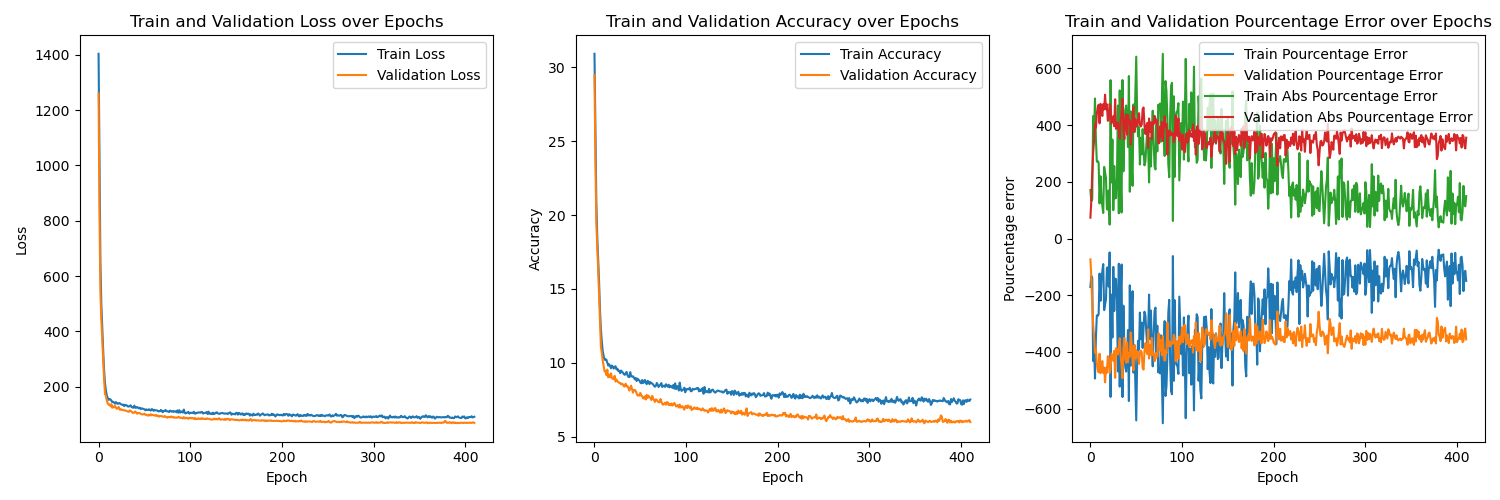 Train and Validation Loss over Epochs
Train Loss
Validation Loss
1400
1200
1000
800
600
400
200
Loss
0
100
200
300
400
Epoch
Train and Validation Accuracy over Epochs
Train Accuracy
Validation Accuracy
30
25
20
15
10
5
Accuracy
0
100
200
300
400
Epoch
Train and Validation Pourcentage Error over Epochs
Train Pourcentage Error
Validation Pourcentage Error
Train Abs Pourcentage Error
Validation Abs Pourcentage Error
600
400
200
0
−200
−400
−600
Pourcentage error
0
100
200
300
400
Epoch